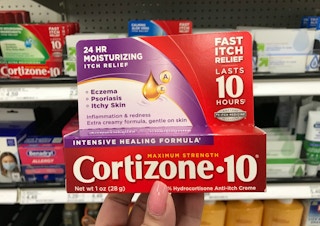 24 HR
MOISTURIZING
ITCH RELIEF
• Eczema
• Psoriasis
• Itchy Skin
Inflammation & redness
Extra creamy formula, gentle on skin
A
FAST
ITCH
RELIEF
LASTS
10
HOURS
INTENSIVE HEALING FORMULA
MAXIMUM STRENGTH
Cortizone•10®
Net wt 1 oz (28 g)
% Hydrocortisone Anti-Itch Creme
Cortizone•10
Benadryl
ALLERGY